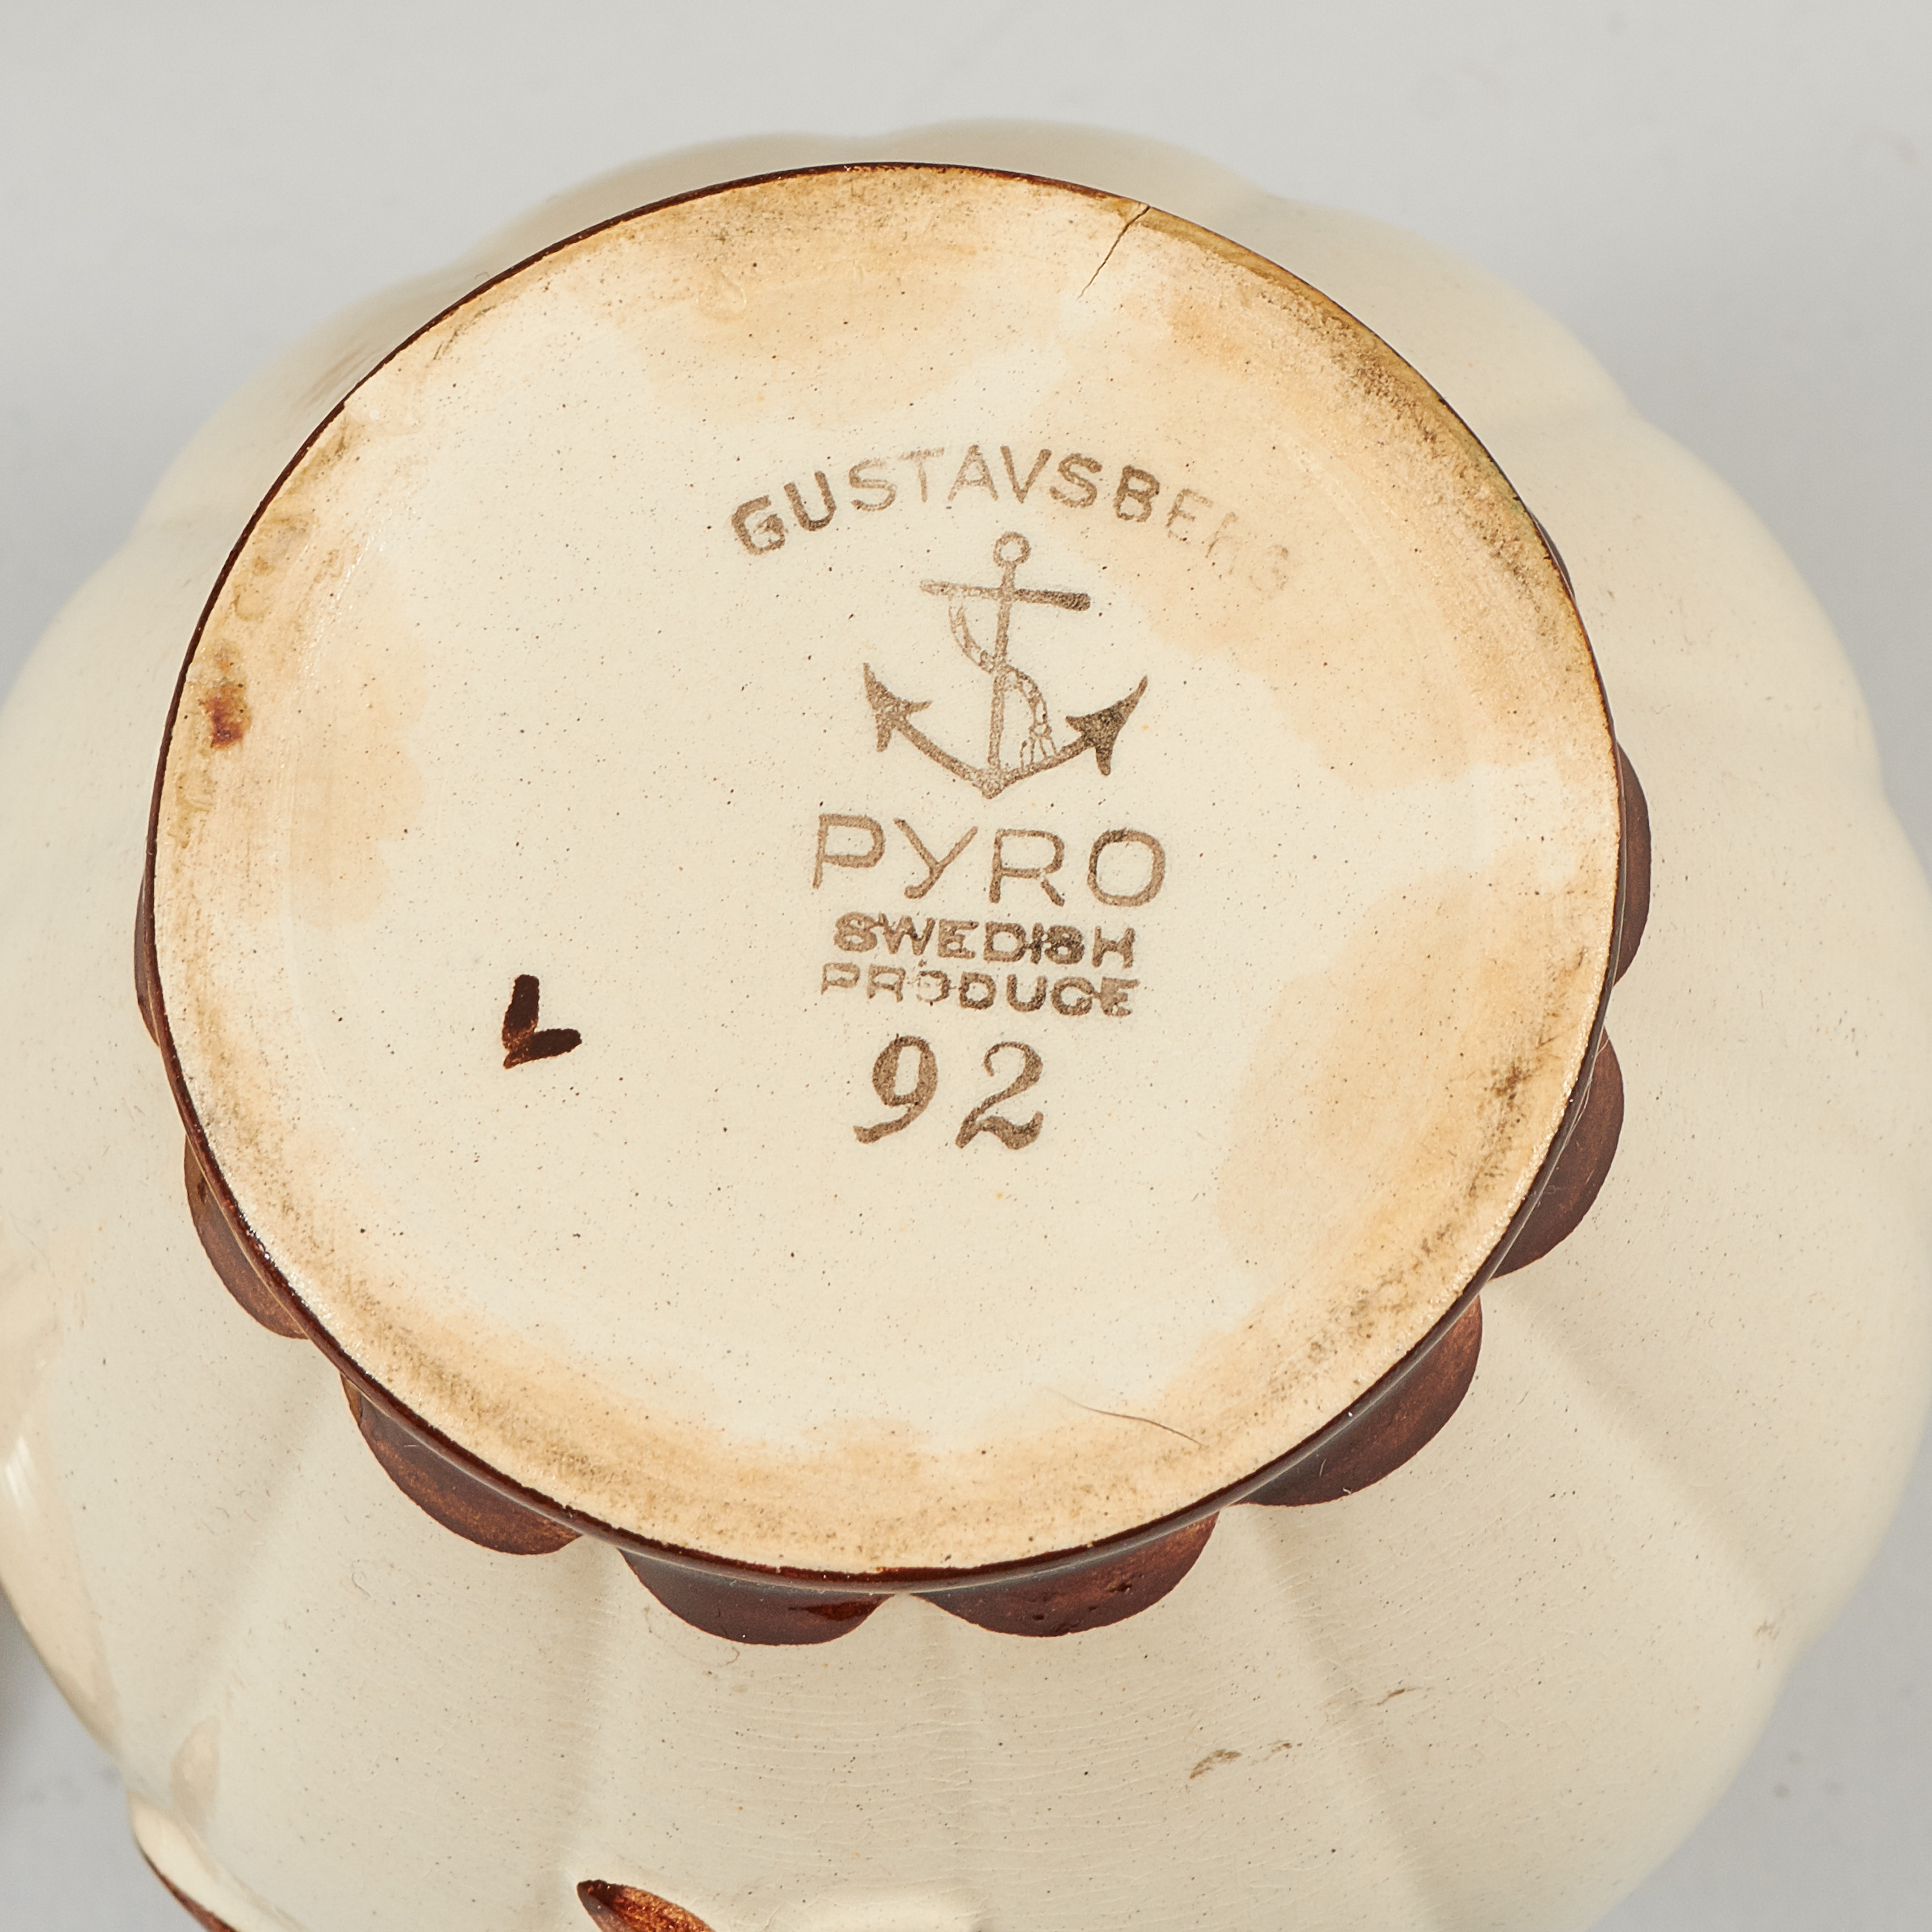 GUSTAVSBERG
PYRO
SWEDISH
PRODUCE
92
L